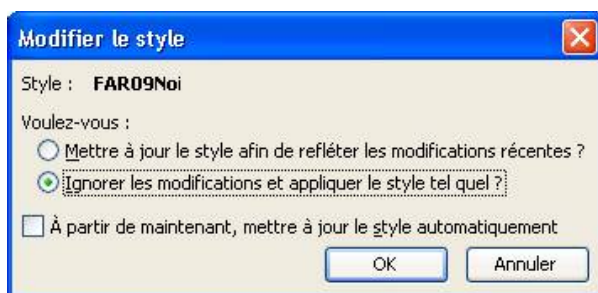 Modifier le style
Style : FAR09Noi
Voulez-vous :
Mettre à jour le style afin de refléter les modifications récentes ?
Ignorer les modifications et appliquer le style tel quel ?
À partir de maintenant, mettre à jour le style automatiquement
OK Annuler